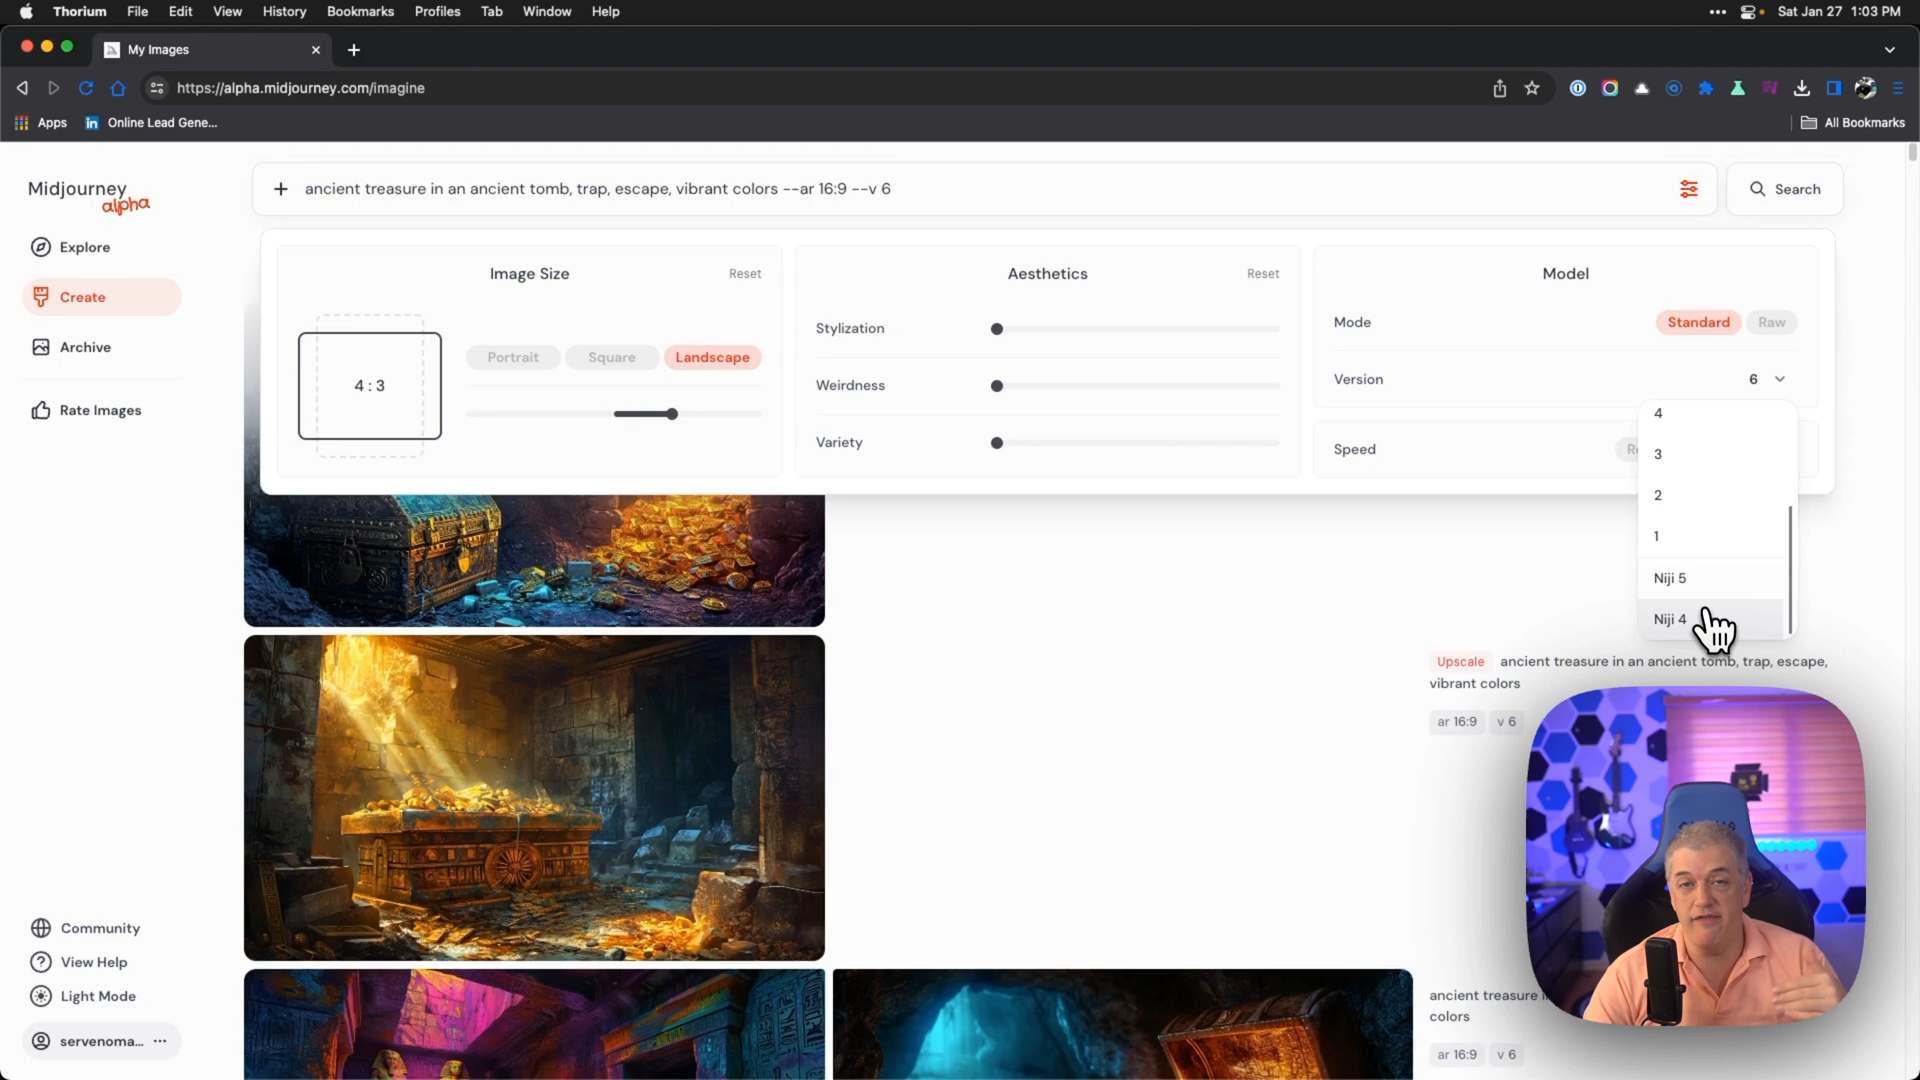 Thorium File Edit View History Bookmarks Profiles Tab Window Help
Sat Jan 27 1:03 PM
My Images
https://alpha.midjourney.com/imagine
Apps
in Online Lead Gene...
All Bookmarks
Midjourney
alpha
ancient treasure in an ancient tomb, trap, escape, vibrant colors --ar 16:9 --v 6
Search
Explore
Create
Archive
Rate Images
Image Size
Reset
4 : 3
Portrait
Square
Landscape
Aesthetics
Reset
Stylization
Weirdness
Variety
Model
Mode
Standard
Raw
Version
6
Speed
4
3
2
1
Niji 5
Niji 4
Upscale ancient treasure in an ancient tomb, trap, escape,
vibrant colors
ar 16:9 v 6
ancient treasure
colors
ar 16:9 v 6
Community
View Help
Light Mode
servenoma... ...